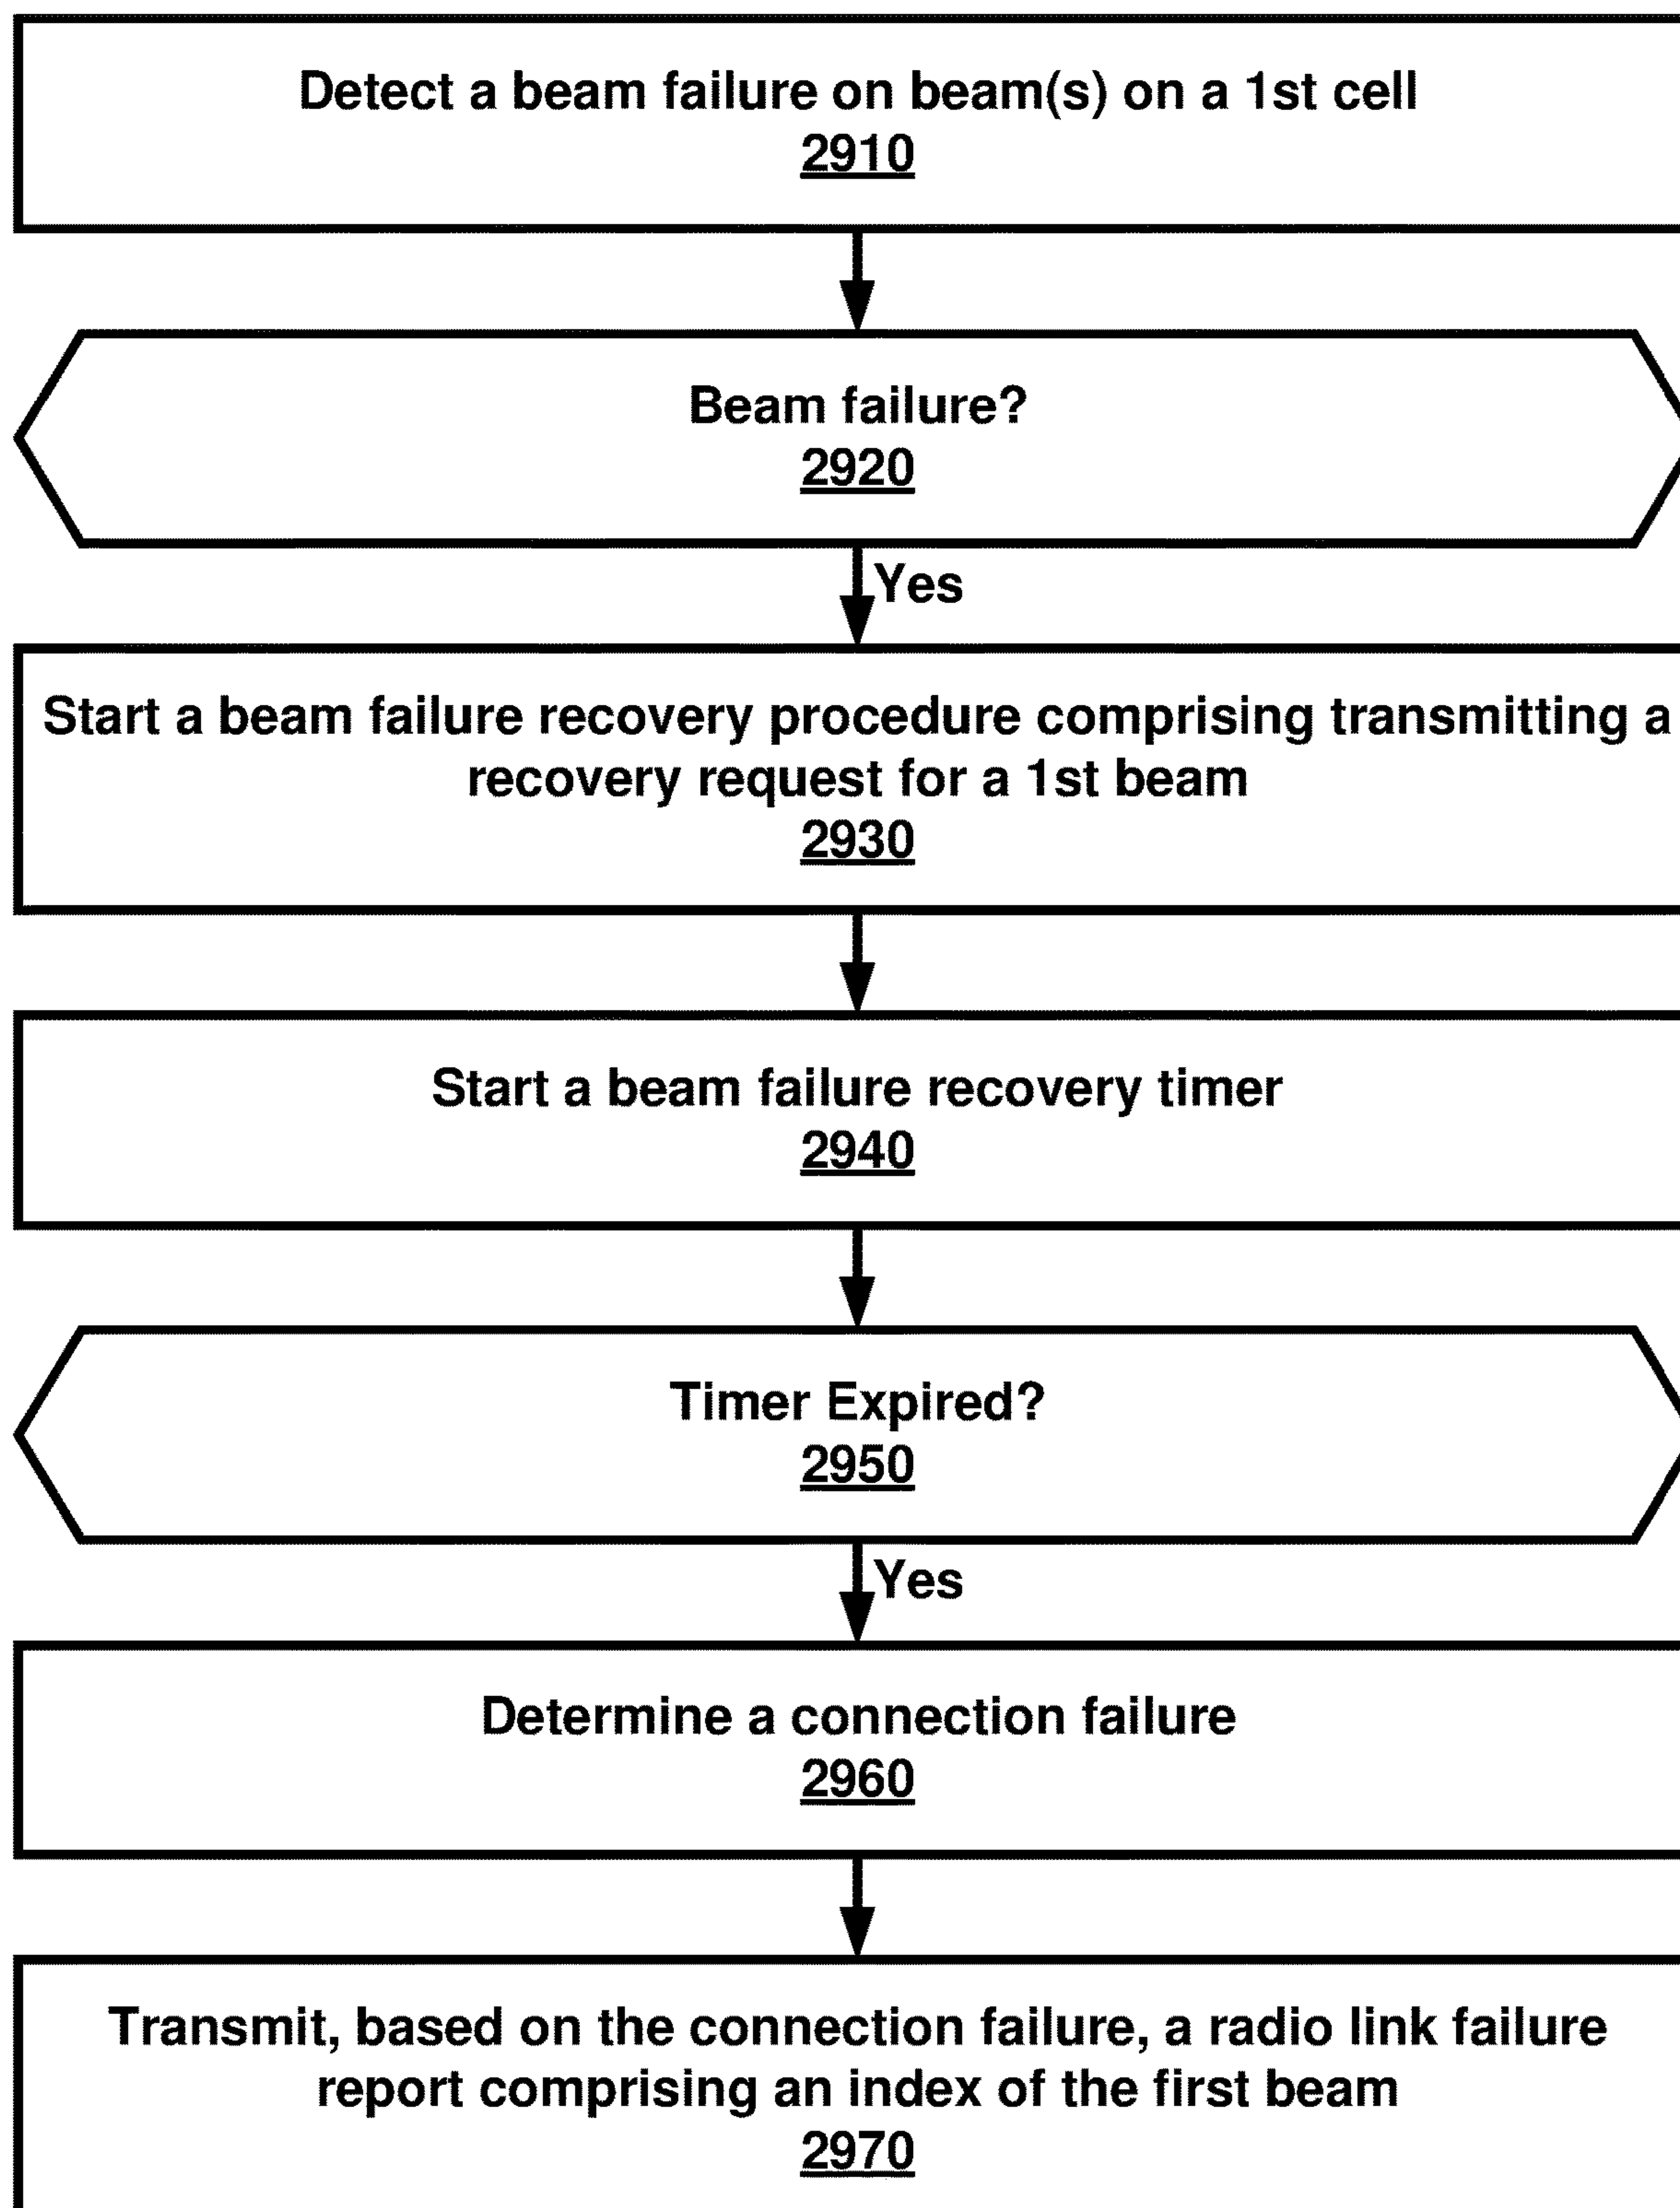 Detect a beam failure on beam(s) on a 1st cell
2910
Beam failure?
2920
Yes
Start a beam failure recovery procedure comprising transmitting a
recovery request for a 1st beam
2930
Start a beam failure recovery timer
2940
Timer Expired?
2950
Yes
Determine a connection failure
2960
Transmit, based on the connection failure, a radio link failure
report comprising an index of the first beam
2970